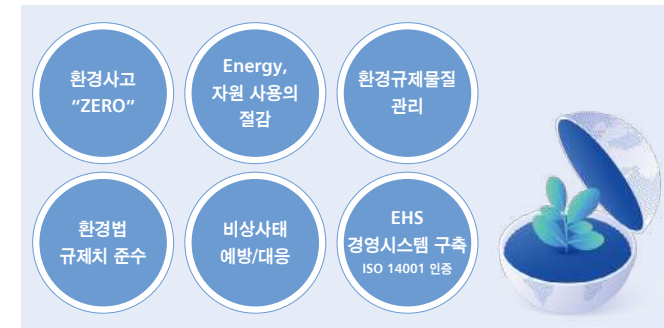 환경사고
“ZERO”
Energy,
자원 사용의
절감
환경규제물질
관리
환경법
규제치 준수
비상사태
예방/대응
EHS
경영시스템 구축
ISO 14001 인증